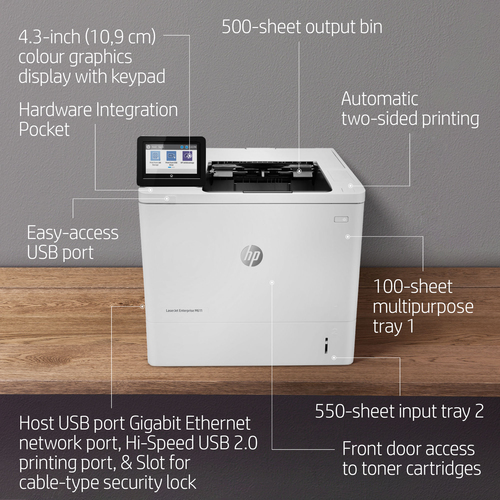 4.3-inch (10,9 cm)
colour graphics
display with keypad
500-sheet output bin
Hardware Integration
Pocket
Automatic
two-sided printing
Easy-access
USB port
hp
100-sheet
multipurpose
tray 1
LaserJet Enterprise M611
550-sheet input tray 2
Host USB port Gigabit Ethernet
network port, Hi-Speed USB 2.0
printing port, & Slot for
cable-type security lock
Front door access
to toner cartridges